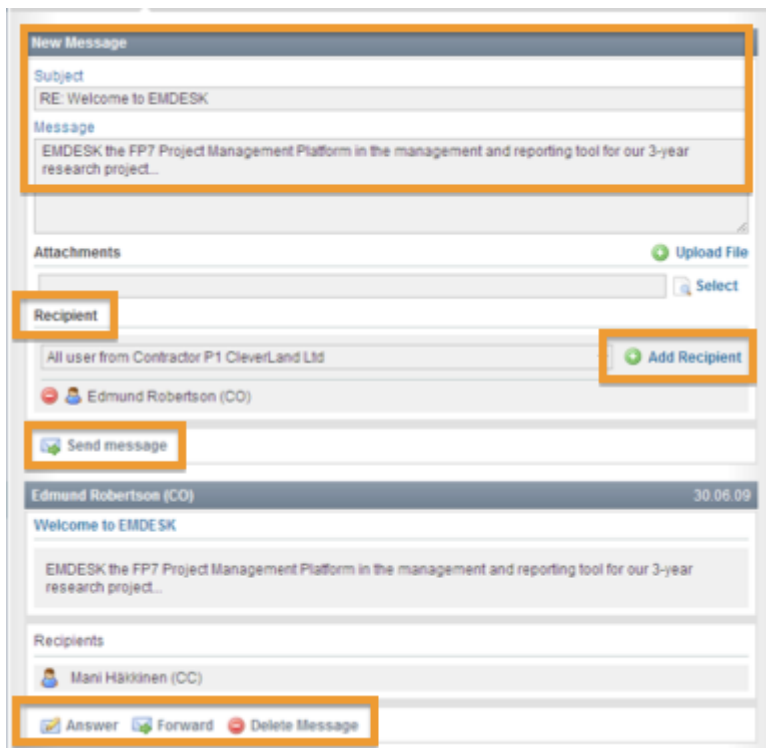 New Message
Subject
RE: Welcome to EMDESK
Message
EMDESK the FP7 Project Management Platform in the management and reporting tool for our 3-year
research project...
Attachments
Upload File
Select
Recipient
All user from Contractor P1 CleverLand Ltd
Add Recipient
Edmund Robertson (CO)
Send message
Edmund Robertson (CO) 30.06.09
Welcome to EMDESK
EMDESK the FP7 Project Management Platform in the management and reporting tool for our 3-year
research project...
Recipients
Mani Häkkinen (CC)
Answer Forward Delete Message